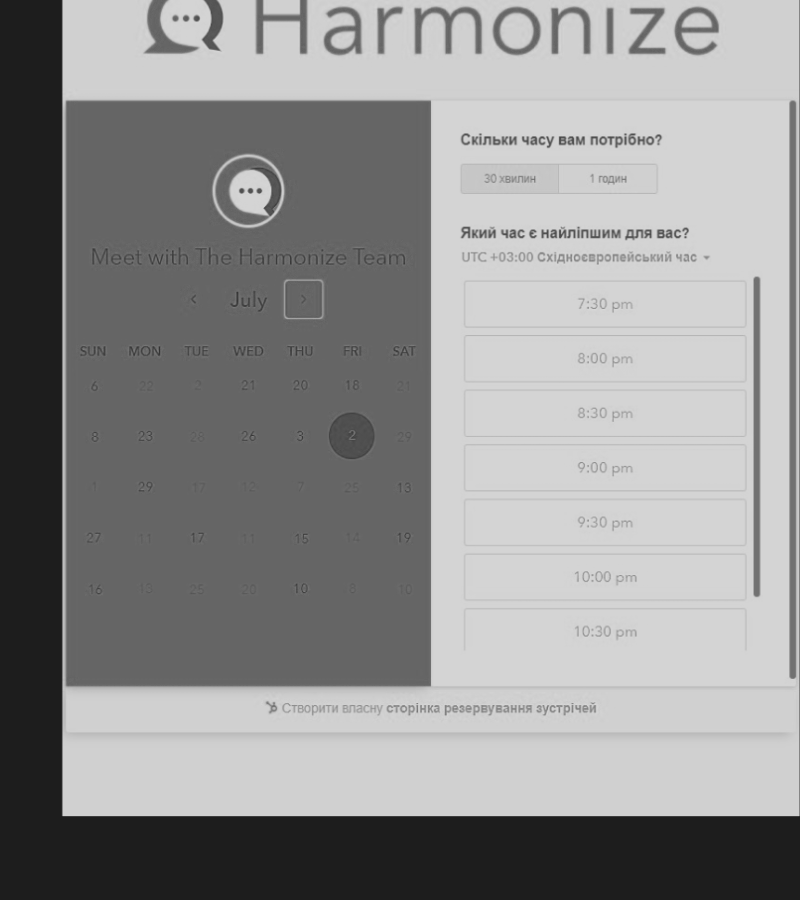 Harmonize
Meet with The Harmonize Team
July
SUN MON TUE WED THU FRI SAT
6 22 21 20 18 21
8 23 28 26 3 2 29
1 29 17 12 7 25 13
27 11 17 11 15 14 19
16 13 25 20 10 10
Скільки часу вам потрібно?
30 хвилин 1 годин
Який час є найліпшим для вас?
UTC +03:00 Східноєвропейський час
7:30 pm
8:00 pm
8:30 pm
9:00 pm
9:30 pm
10:00 pm
10:30 pm
Створити власну сторінка резервування зустрічей